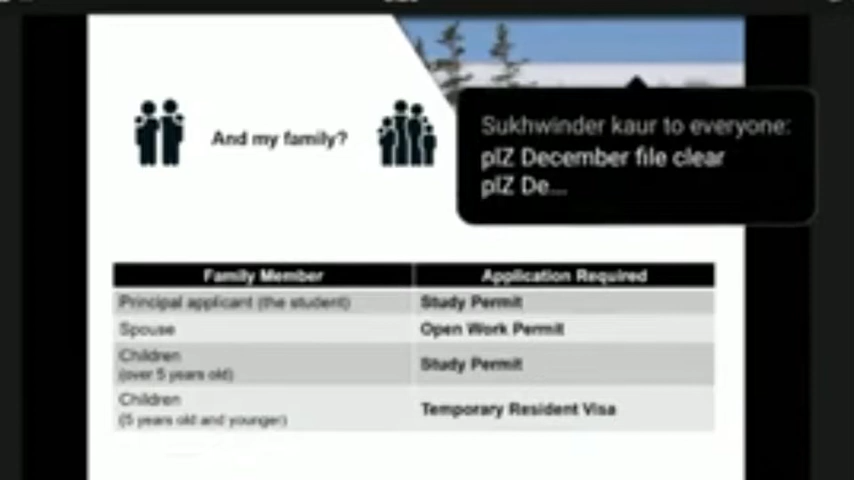 Sukhwinder kaur to everyone:
plZ December file clear
plZ De...
And my family?
Family Member Application Required
Principal applicant (the student) Study Permit
Spouse Open Work Permit
Children
(over 5 years old) Study Permit
Children
(5 years old and younger) Temporary Resident Visa